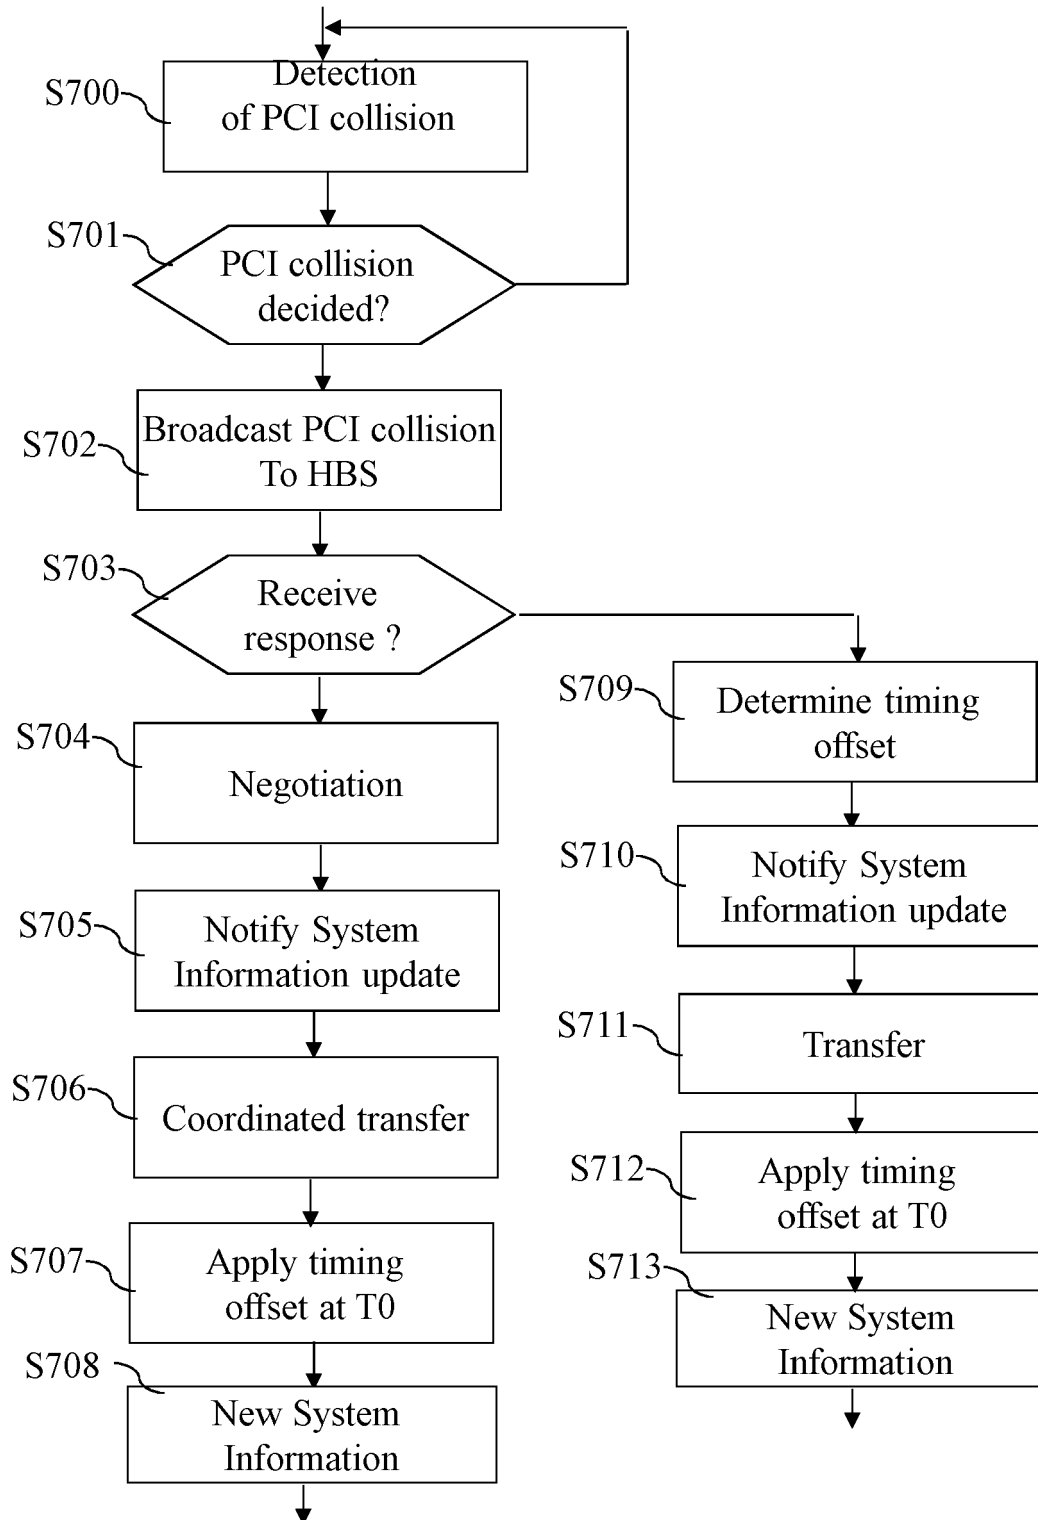 S700
Detection
of PCI collision
S701
PCI collision
decided?
S702
Broadcast PCI collision
To HBS
S703
Receive
response ?
S704
Negotiation
S705
Notify System
Information update
S706
Coordinated transfer
S707
Apply timing
offset at T0
S708
New System
Information
S709
Determine timing
offset
S710
Notify System
Information update
S711
Transfer
S712
Apply timing
offset at T0
S713
New System
Information